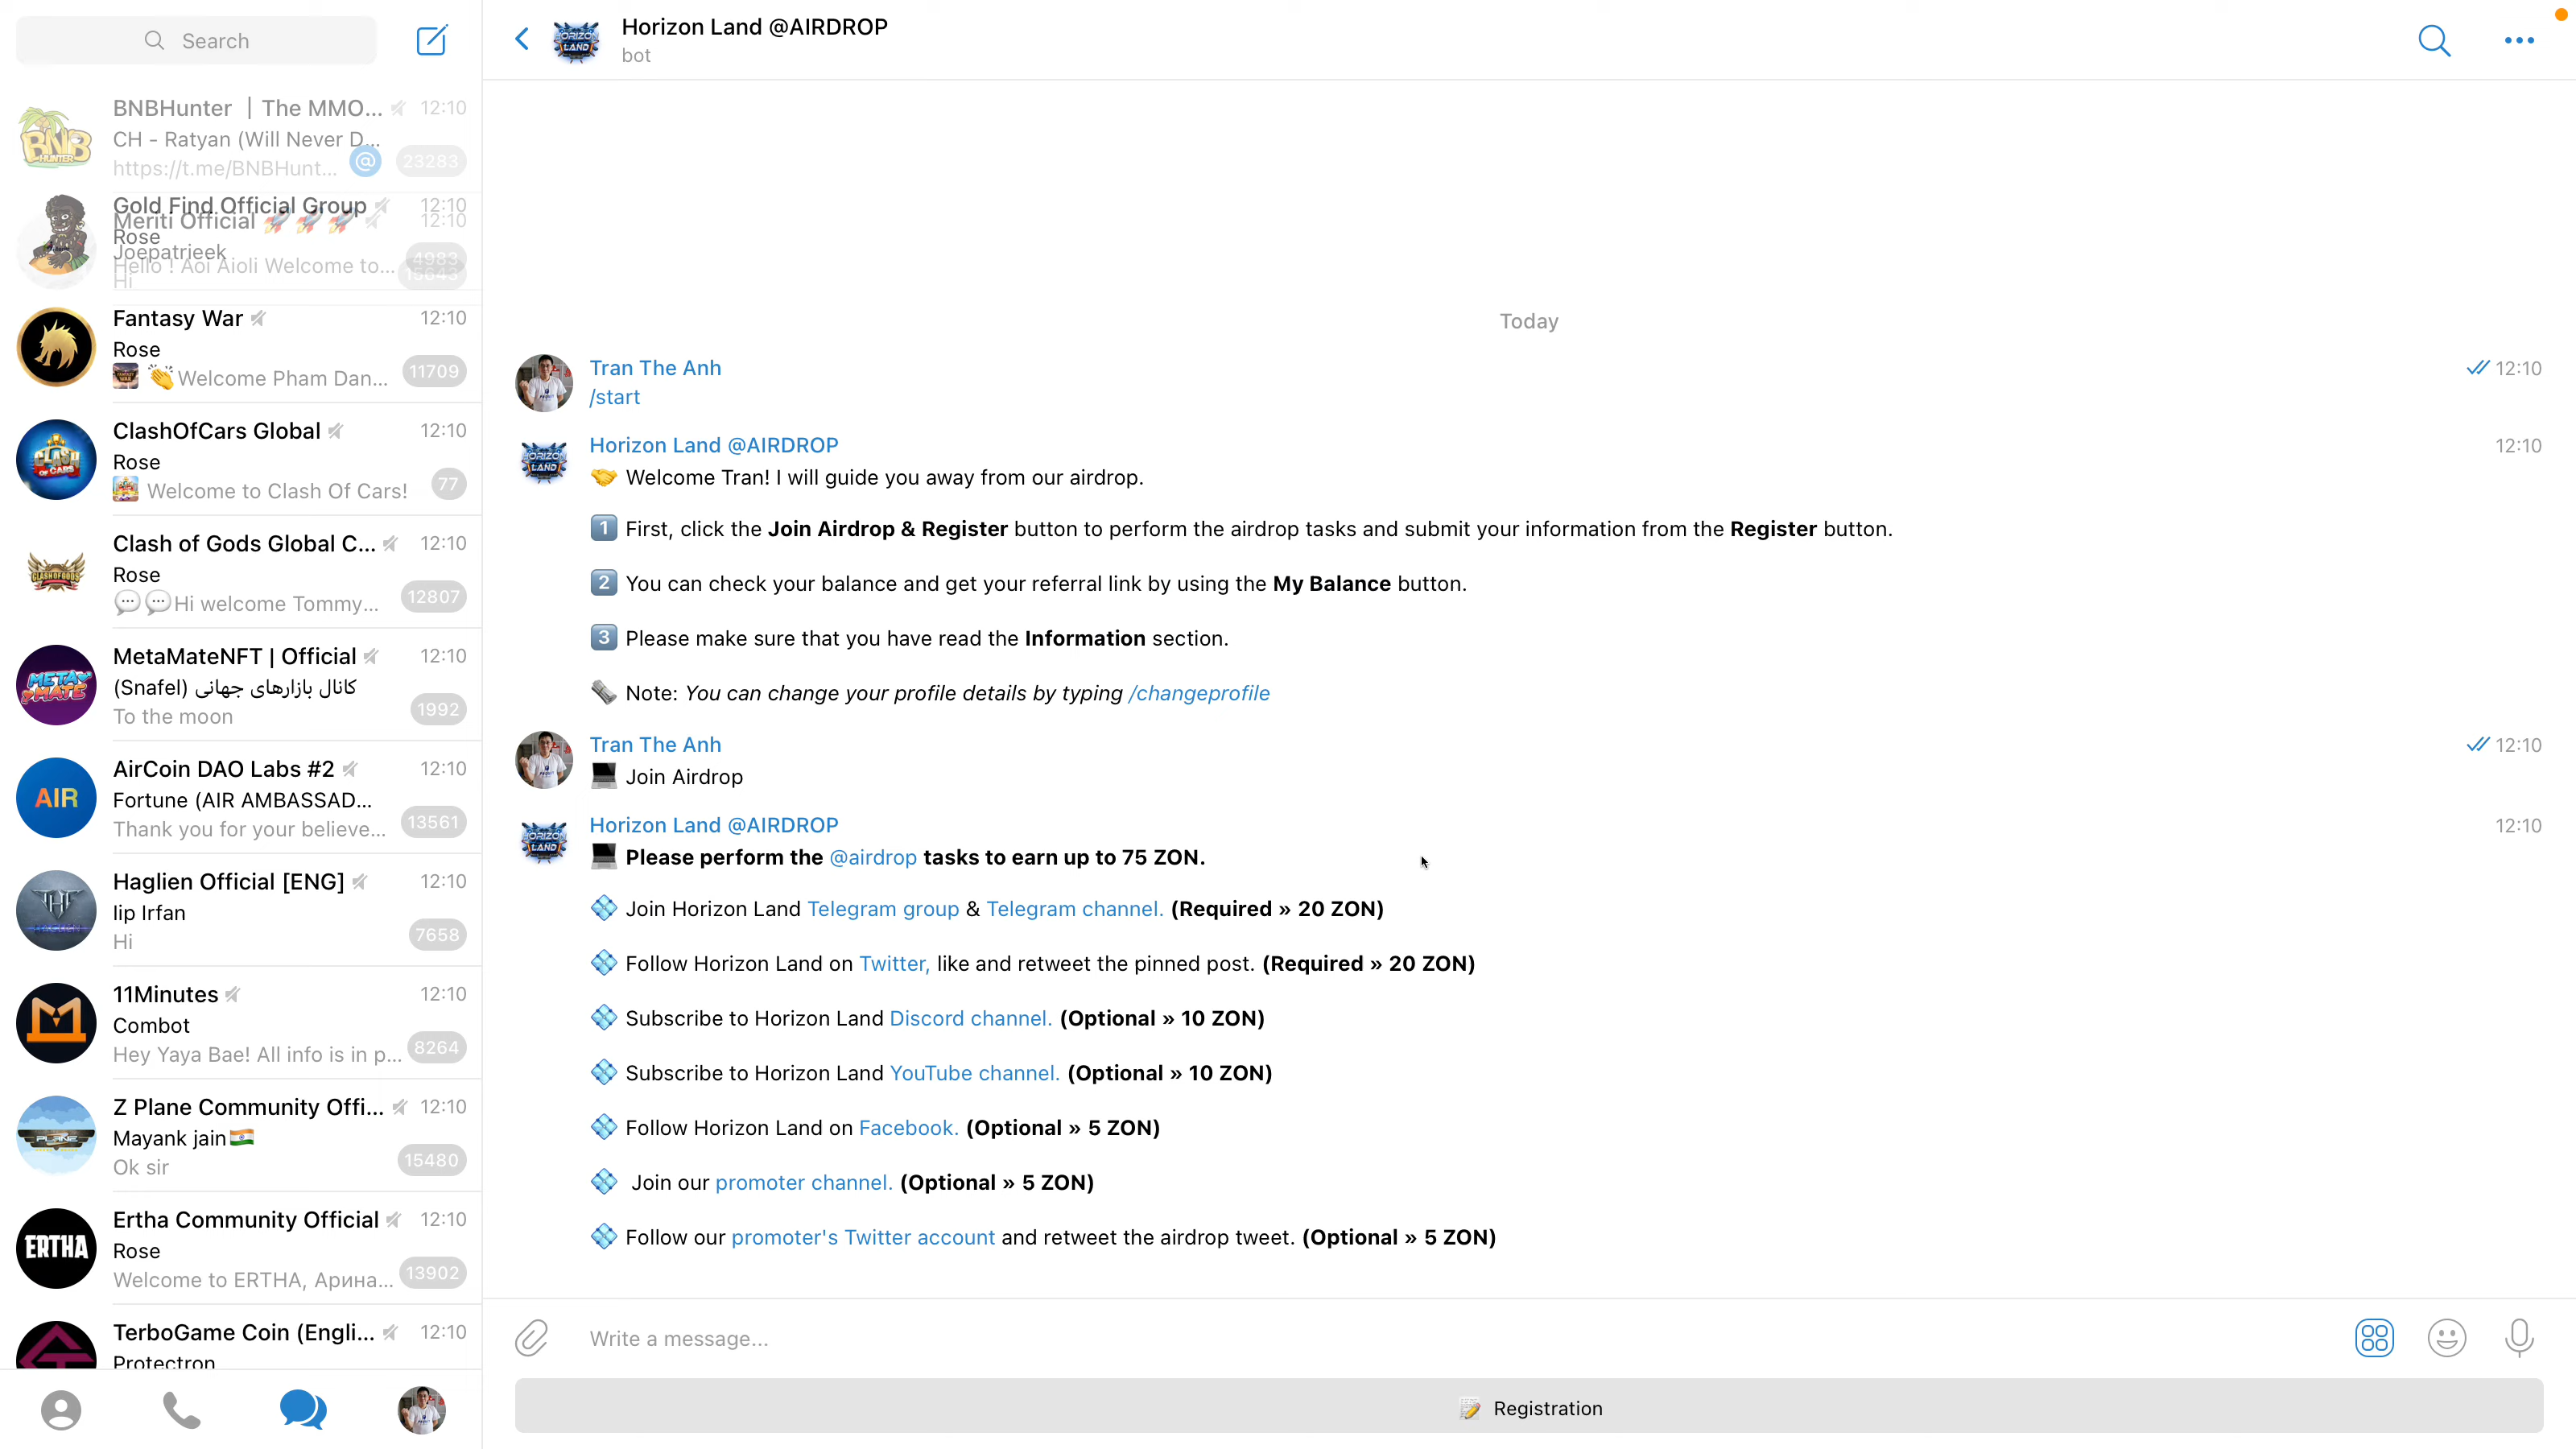 Search
BNBHunter | The MMO... 12:10
CH - Ratyan (Will Never D...
https://t.me/BNBHunt... @ 23283
Gold Find Official Group 12:10
Meriti Official 🚀🚀🚀 12:10
Rose
Joepatrieek
Hello ! Aoi Aioli Welcome to... 4983
Hi
Fantasy War 12:10
Rose
👏Welcome Pham Dan... 11709
ClashOfCars Global 12:10
Rose
Welcome to Clash Of Cars! 77
Clash of Gods Global C... 12:10
Rose
💬💬Hi welcome Tommy... 12807
MetaMateNFT | Official 12:10
(Snafel) کانال بازارهای جهانی
To the moon 1992
AIR
AirCoin DAO Labs #2 12:10
Fortune (AIR AMBASSAD...
Thank you for your believe... 13561
Haglien Official [ENG] 12:10
Iip Irfan
Hi 7658
11Minutes 12:10
Combot
Hey Yaya Bae! All info is in p... 8264
Z Plane Community Offi... 12:10
Mayank jain🇮🇳
Ok sir 15480
ERTHA
Ertha Community Official 12:10
Rose
Welcome to ERTHA, Арина... 13902
TerboGame Coin (Engli... 12:10
Protectron
Horizon Land @AIRDROP
bot
Today
Tran The Anh 12:10
/start
Horizon Land @AIRDROP 12:10
🤝 Welcome Tran! I will guide you away from our airdrop.
1️⃣ First, click the Join Airdrop & Register button to perform the airdrop tasks and submit your information from the Register button.
2️⃣ You can check your balance and get your referral link by using the My Balance button.
3️⃣ Please make sure that you have read the Information section.
🗞 Note: You can change your profile details by typing /changeprofile
Tran The Anh 12:10
💻 Join Airdrop
Horizon Land @AIRDROP 12:10
💻 Please perform the @airdrop tasks to earn up to 75 ZON.
💠 Join Horizon Land Telegram group & Telegram channel. (Required » 20 ZON)
💠 Follow Horizon Land on Twitter, like and retweet the pinned post. (Required » 20 ZON)
💠 Subscribe to Horizon Land Discord channel. (Optional » 10 ZON)
💠 Subscribe to Horizon Land YouTube channel. (Optional » 10 ZON)
💠 Follow Horizon Land on Facebook. (Optional » 5 ZON)
💠 Join our promoter channel. (Optional » 5 ZON)
💠 Follow our promoter's Twitter account and retweet the airdrop tweet. (Optional » 5 ZON)
Write a message...
📝 Registration